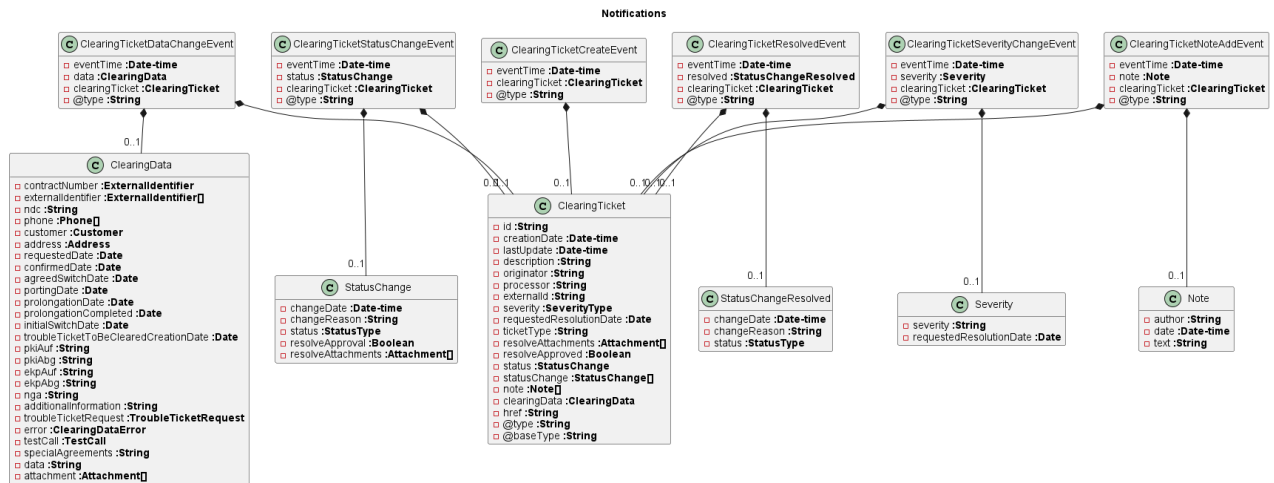 Notifications
C ClearingTicketDataChangeEvent
eventTime :Date-time
data :ClearingData
clearingTicket :ClearingTicket
@type :String
C ClearingTicketStatusChangeEvent
eventTime :Date-time
status :StatusChange
clearingTicket :ClearingTicket
@type :String
C ClearingTicketCreateEvent
eventTime :Date-time
clearingTicket :ClearingTicket
@type :String
C ClearingTicketResolvedEvent
eventTime :Date-time
resolved :StatusChangeResolved
clearingTicket :ClearingTicket
@type :String
C ClearingTicketSeverityChangeEvent
eventTime :Date-time
severity :Severity
clearingTicket :ClearingTicket
@type :String
C ClearingTicketNoteAddEvent
eventTime :Date-time
note :Note
clearingTicket :ClearingTicket
@type :String
0..1
C ClearingData
contractNumber :ExternalIdentifier
externalIdentifier :ExternalIdentifier[]
ndc :String
phone :Phone[]
customer :Customer
address :Address
requestedDate :Date
confirmedDate :Date
agreedSwitchDate :Date
portingDate :Date
prolongationDate :Date
prolongationCompleted :Date
initialSwitchDate :Date
troubleTicketToBeClearedCreationDate :Date
pkiAuf :String
pkiAbg :String
ekpAuf :String
ekpAbg :String
nga :String
additionalInformation :String
troubleTicketRequest :TroubleTicketRequest
error :ClearingDataError
testCall :TestCall
specialAgreements :String
data :String
attachment :Attachment[]
0..1
C StatusChange
changeDate :Date-time
changeReason :String
status :StatusType
resolveApproval :Boolean
resolveAttachments :Attachment[]
0..1
C ClearingTicket
id :String
creationDate :Date-time
lastUpdate :Date-time
description :String
originator :String
processor :String
externalId :String
severity :SeverityType
requestedResolutionDate :Date
ticketType :String
resolveAttachments :Attachment[]
resolveApproved :Boolean
status :StatusChange
statusChange :StatusChange[]
note :Note[]
clearingData :ClearingData
href :String
@type :String
@baseType :String
0..1
C StatusChangeResolved
changeDate :Date-time
changeReason :String
status :StatusType
0..1
C Severity
severity :String
requestedResolutionDate :Date
0..1
C Note
author :String
date :Date-time
text :String